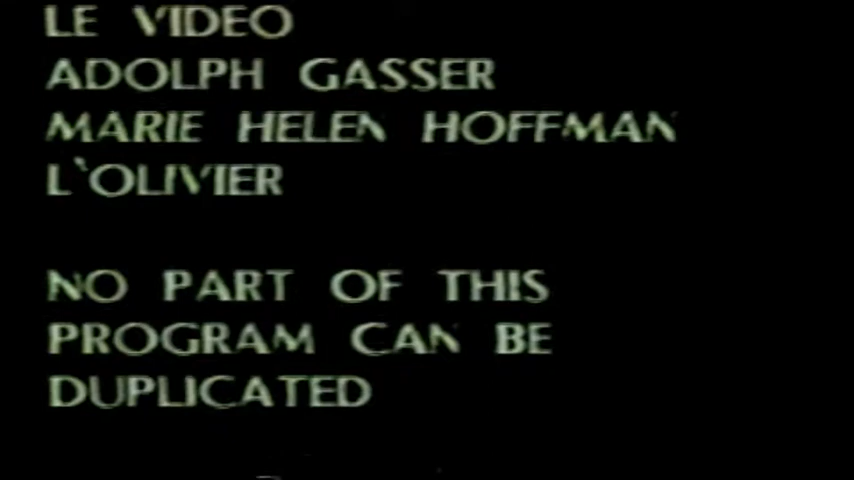 LE VIDEO
ADOLPH GASSER
MARIE HELEN HOFFMAN
L`OLIVIER
NO PART OF THIS
PROGRAM CAN BE
DUPLICATED